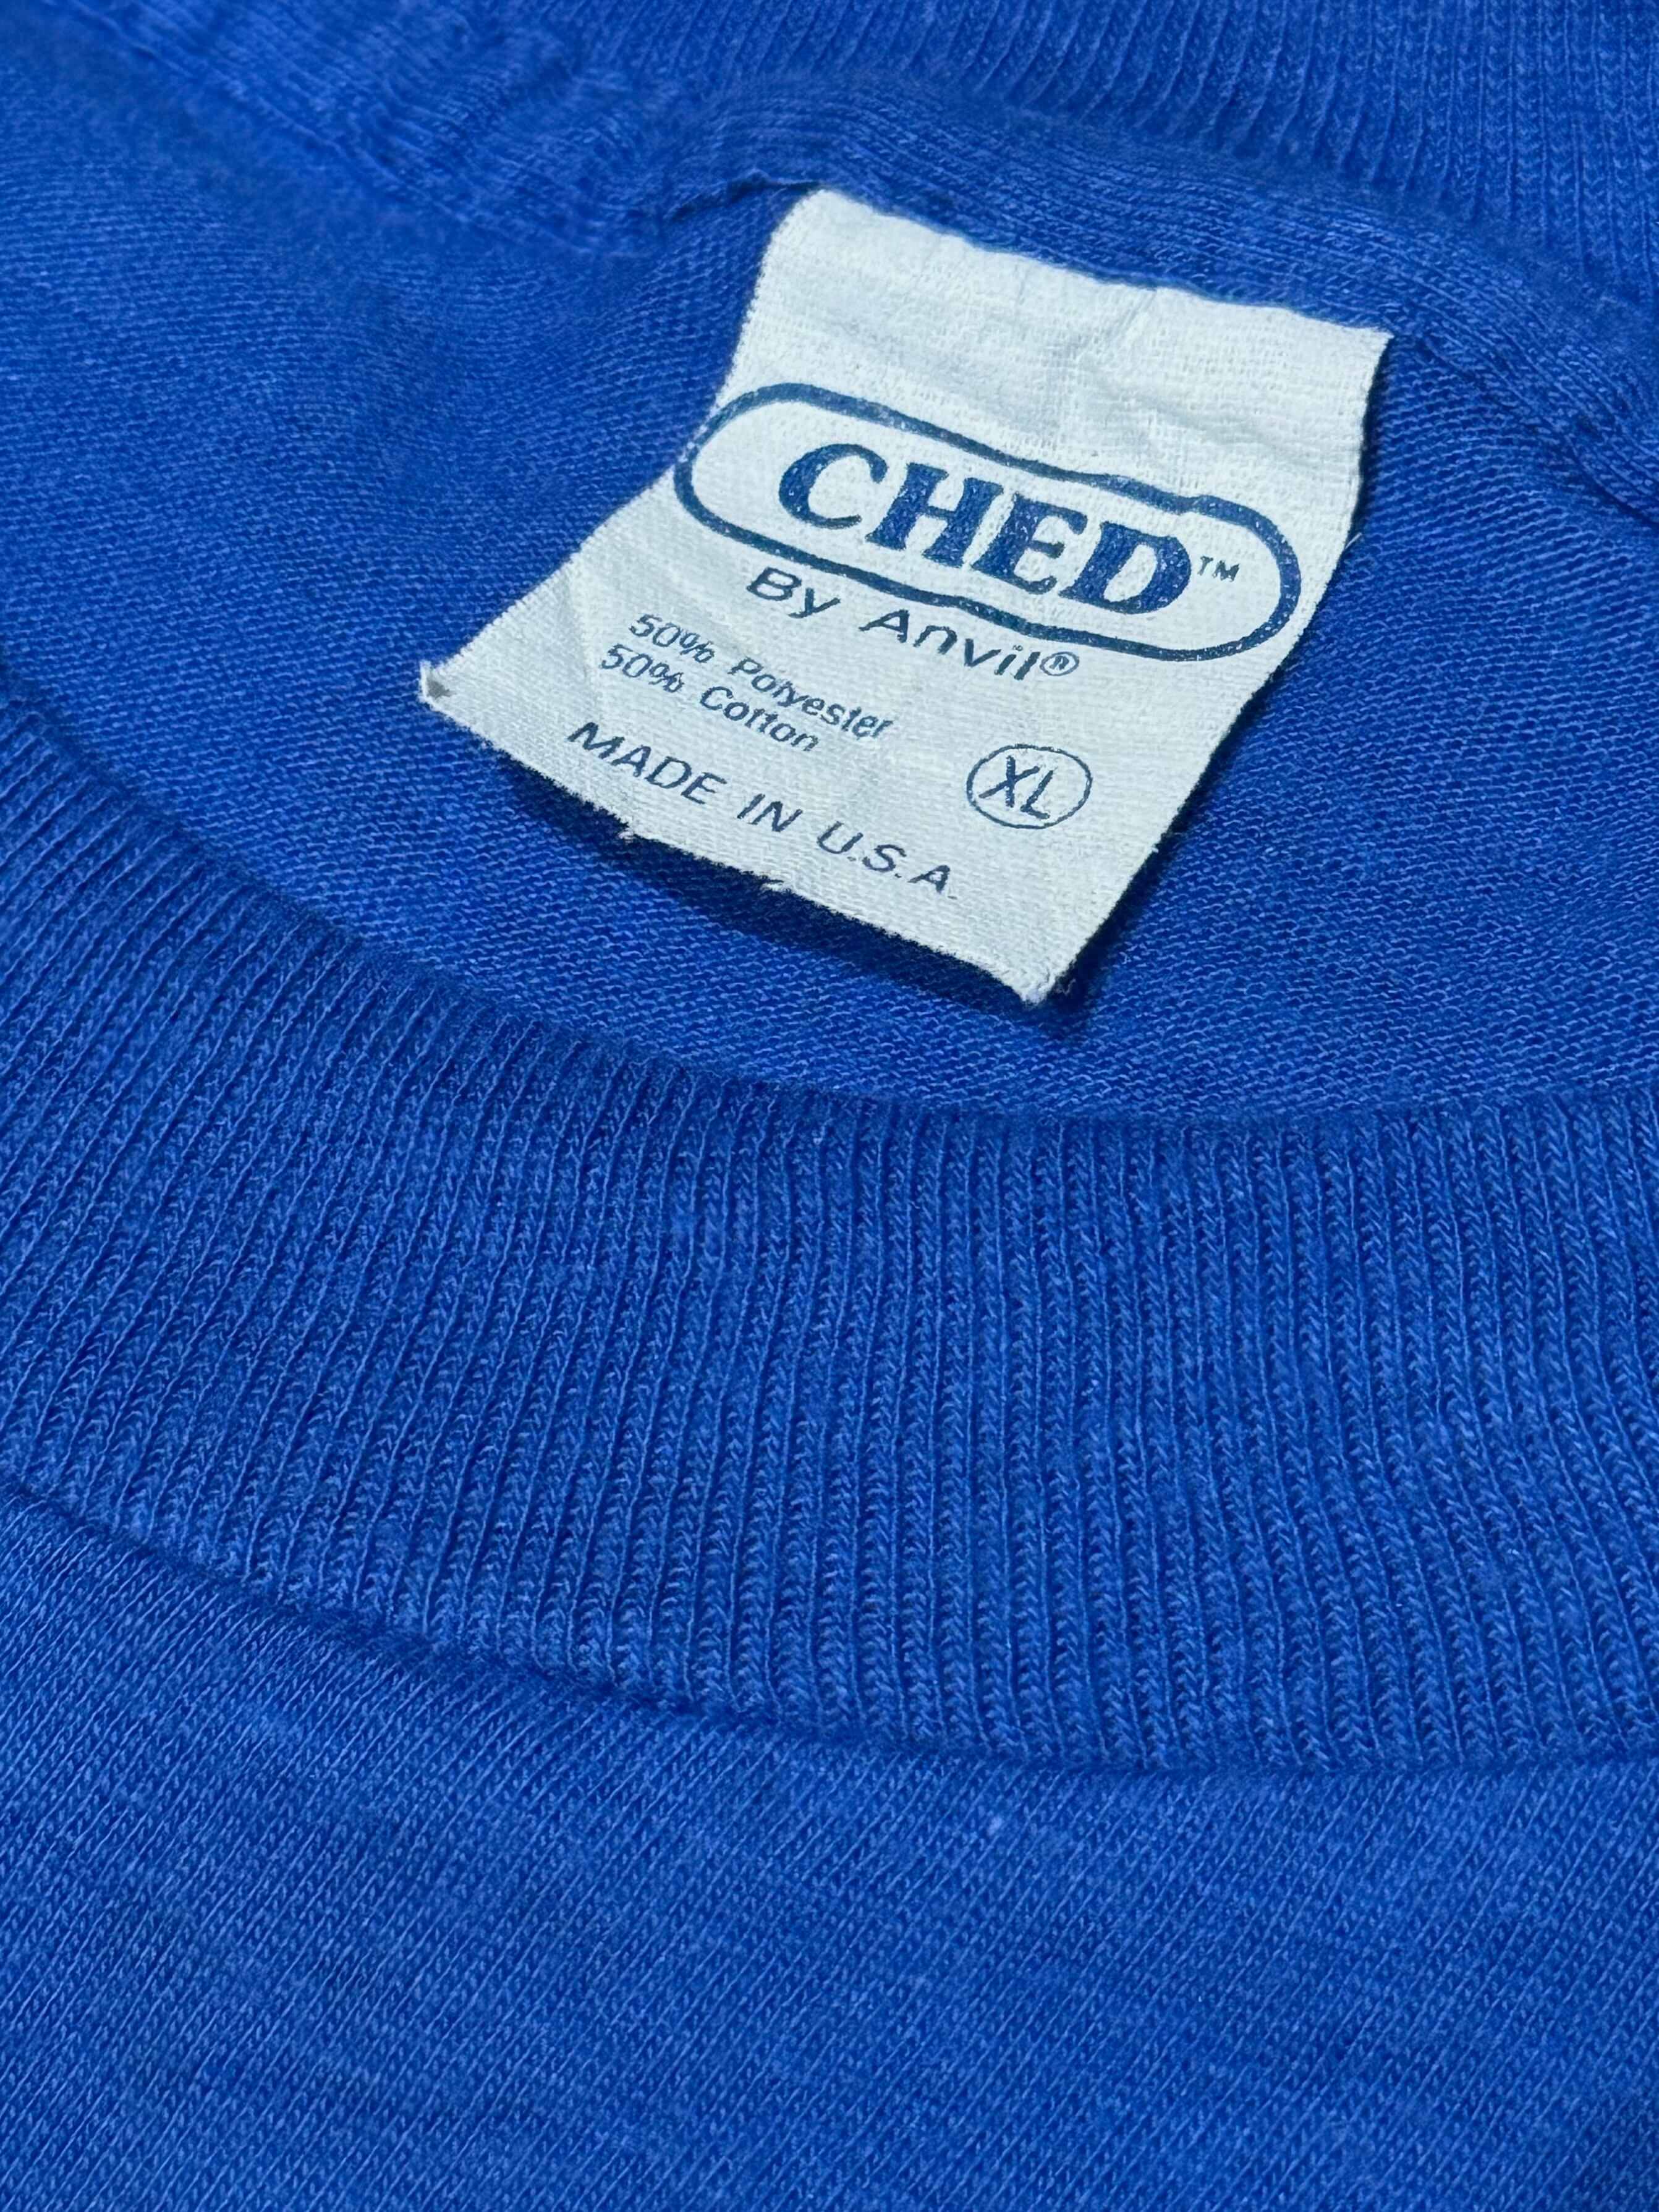 CHED™
By Anvil®
50% Polyester
50% Cotton
XL
MADE IN U.S.A.